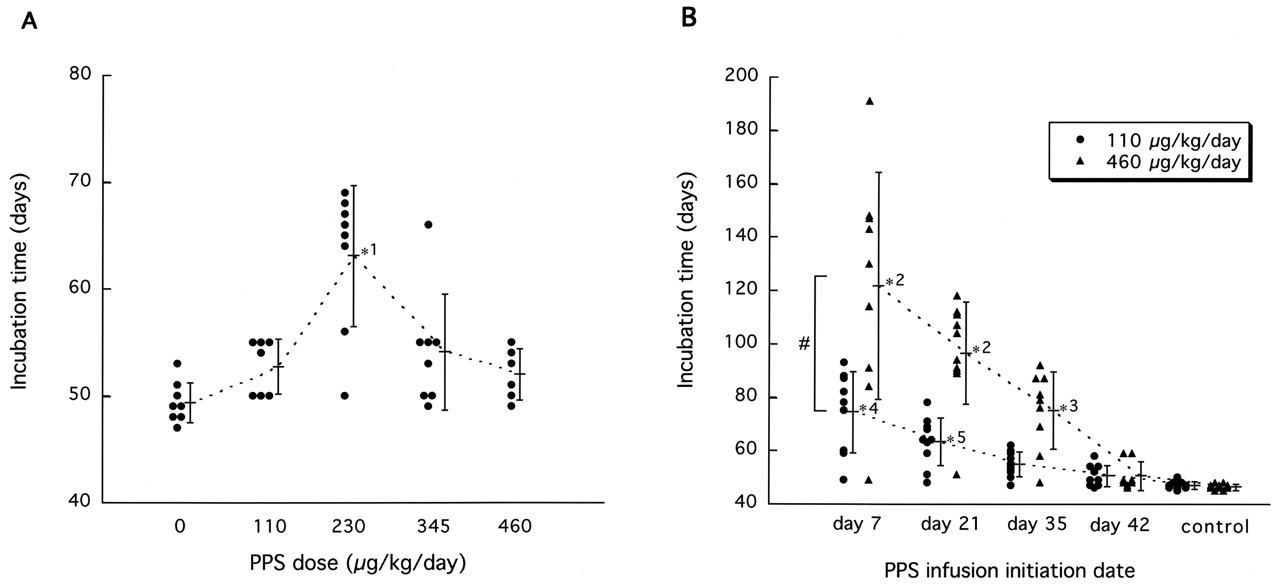 A
80
70
60
50
40
Incubation time (days)
*1
0 110 230 345 460
PPS dose (µg/kg/day)
B
200
180
160
140
120
100
80
60
40
Incubation time (days)
110 µg/kg/day
460 µg/kg/day
#
*2
*2
*3
*4
*5
day 7 day 21 day 35 day 42 control
PPS infusion initiation date